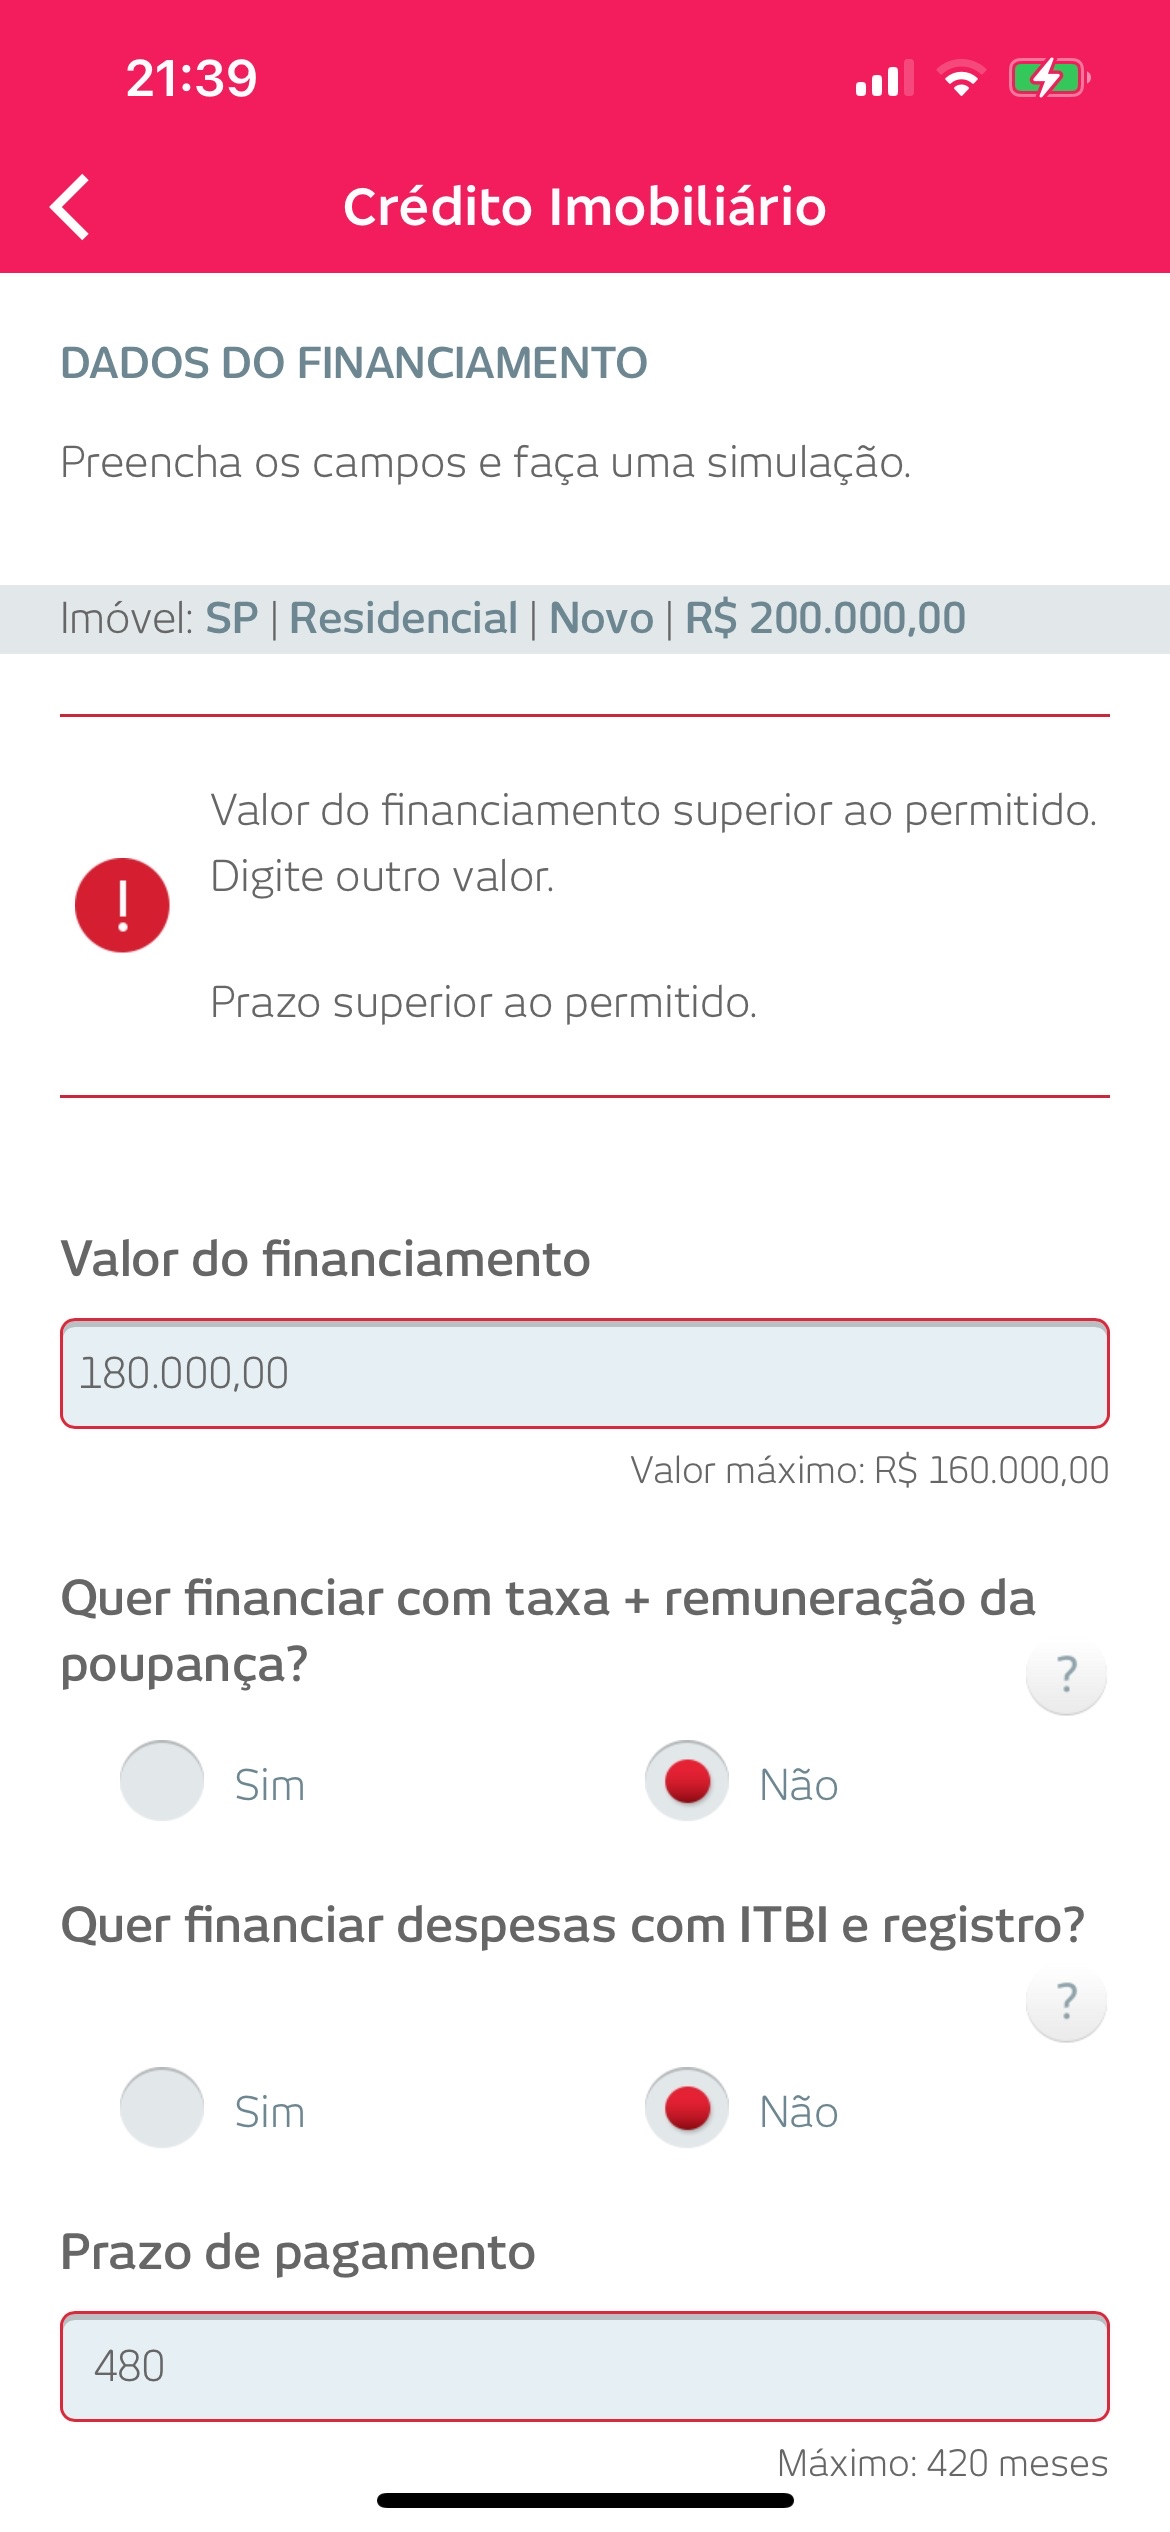 21:39
Crédito Imobiliário
DADOS DO FINANCIAMENTO
Preencha os campos e faça uma simulação.
Imóvel: SP | Residencial | Novo | R$ 200.000,00
Valor do financiamento superior ao permitido.
Digite outro valor.
Prazo superior ao permitido.
Valor do financiamento
180.000,00
Valor máximo: R$ 160.000,00
Quer financiar com taxa + remuneração da
poupança?
?
Sim Não
Quer financiar despesas com ITBI e registro?
?
Sim Não
Prazo de pagamento
480
Máximo: 420 meses